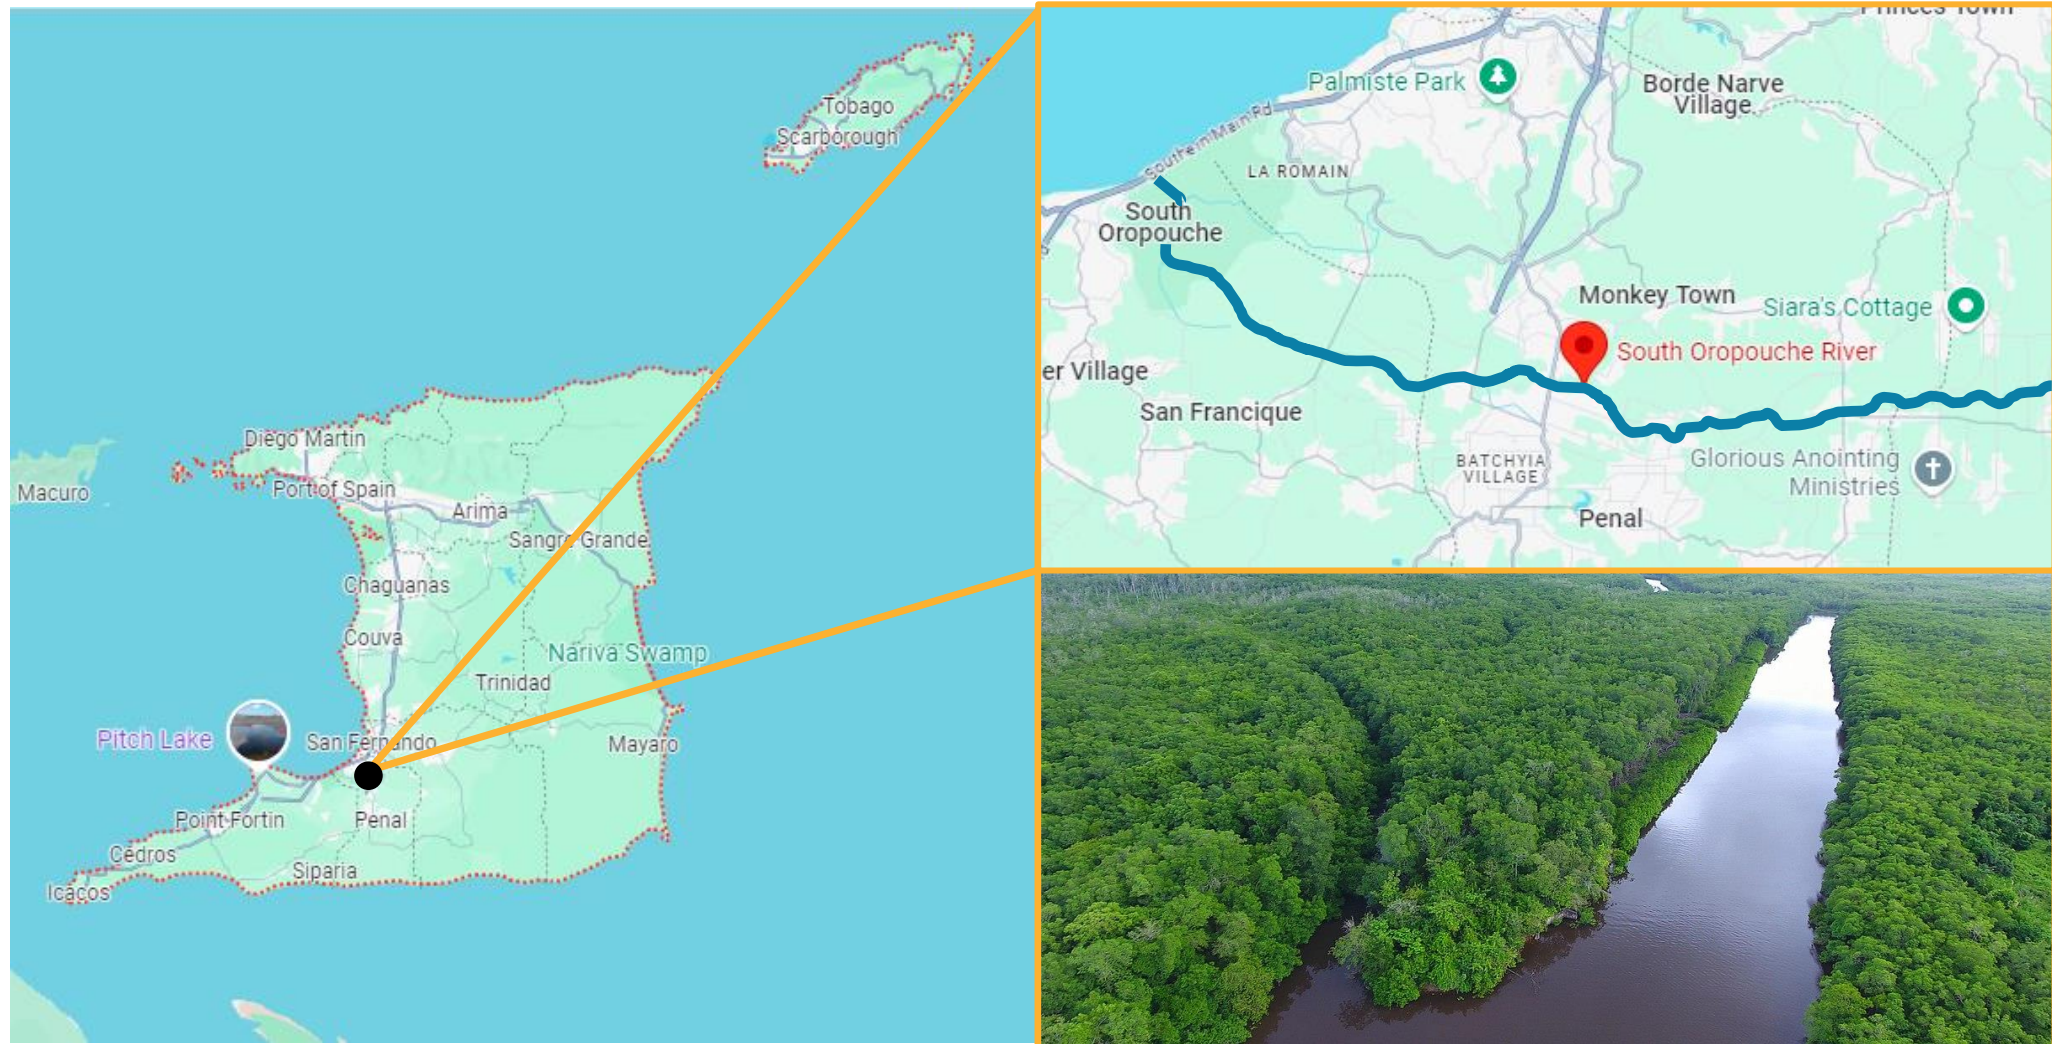 Tobago
Scarborough
Diego Martin
Macuro
Port of Spain
Arima
Sangre Grande
Chaguanas
Couva
Nariva Swamp
Trinidad
Pitch Lake
San Fernando
Mayaro
Point Fortin
Penal
Cedros
Siparia
Icacos
Princes Town
Palmiste Park
Borde Narve
Village
Southern Main Rd
LA ROMAIN
South
Oropouche
Monkey Town
Siara's Cottage
South Oropouche River
er Village
San Francique
BATCHYIA
VILLAGE
Glorious Anointing
Ministries
Penal